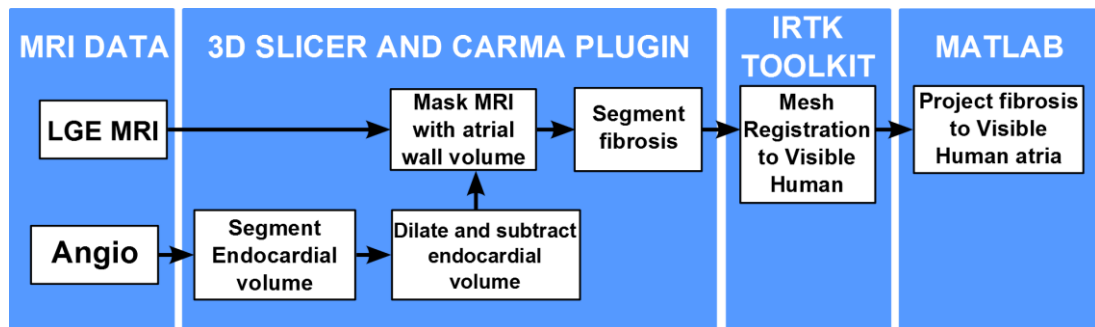 MRI DATA
3D SLICER AND CARMA PLUGIN
IRTK
TOOLKIT
MATLAB
LGE MRI
Mask MRI
with atrial
wall volume
Segment
fibrosis
Mesh
Registration
to Visible
Human
Project fibrosis
to Visible
Human atria
Angio
Segment
Endocardial
volume
Dilate and subtract
endocardial
volume